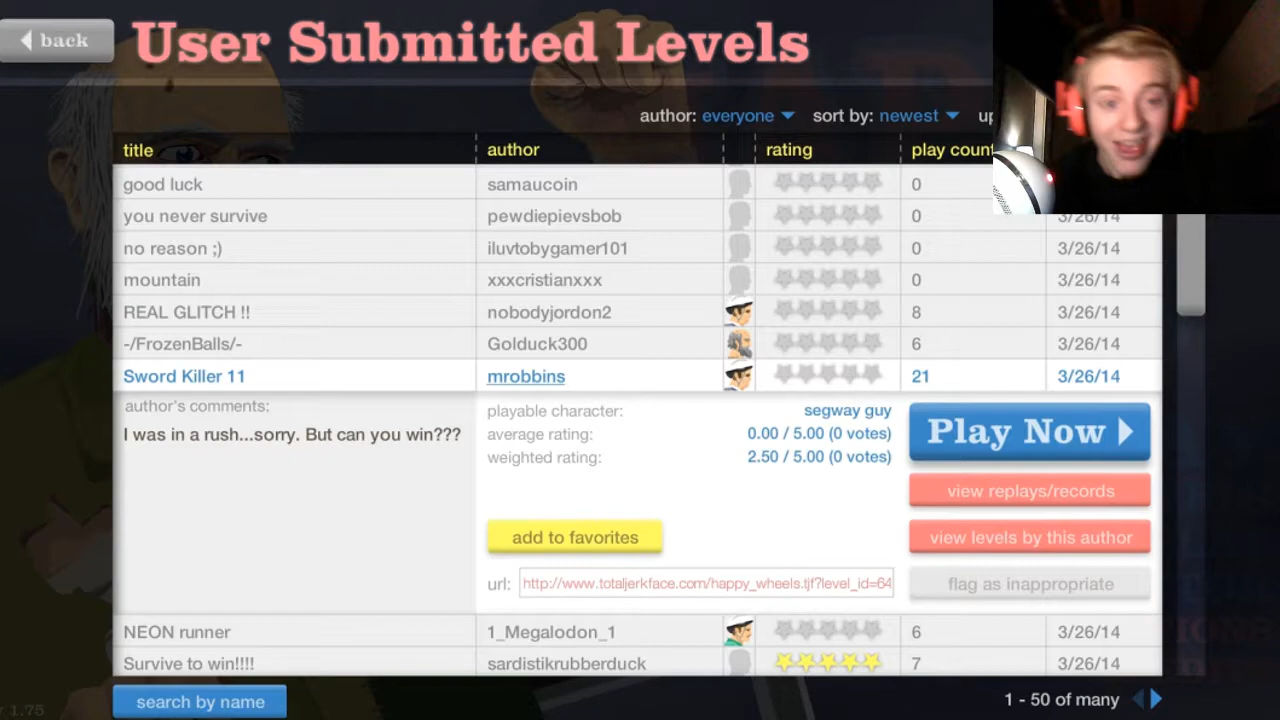 back
User Submitted Levels
author: everyone sort by: newest
title author rating play count
good luck samaucoin 0
you never survive pewdiepievsbob 0 3/26/14
no reason ;) iluvtobygamer101 0 3/26/14
mountain xxxcristianxxx 0 3/26/14
REAL GLITCH !! nobodyjordon2 8 3/26/14
-/FrozenBalls/- Golduck300 6 3/26/14
Sword Killer 11 mrobbins 21 3/26/14
author's comments:
I was in a rush...sorry. But can you win???
playable character: segway guy
average rating: 0.00 / 5.00 (0 votes)
weighted rating: 2.50 / 5.00 (0 votes)
Play Now
view replays/records
add to favorites
view levels by this author
url: http://www.totaljerkface.com/happy_wheels.tjf?level_id=64
flag as inappropriate
NEON runner 1_Megalodon_1 6 3/26/14
Survive to win!!!! sardistikrubberduck 7 3/26/14
search by name
1 - 50 of many
1.75